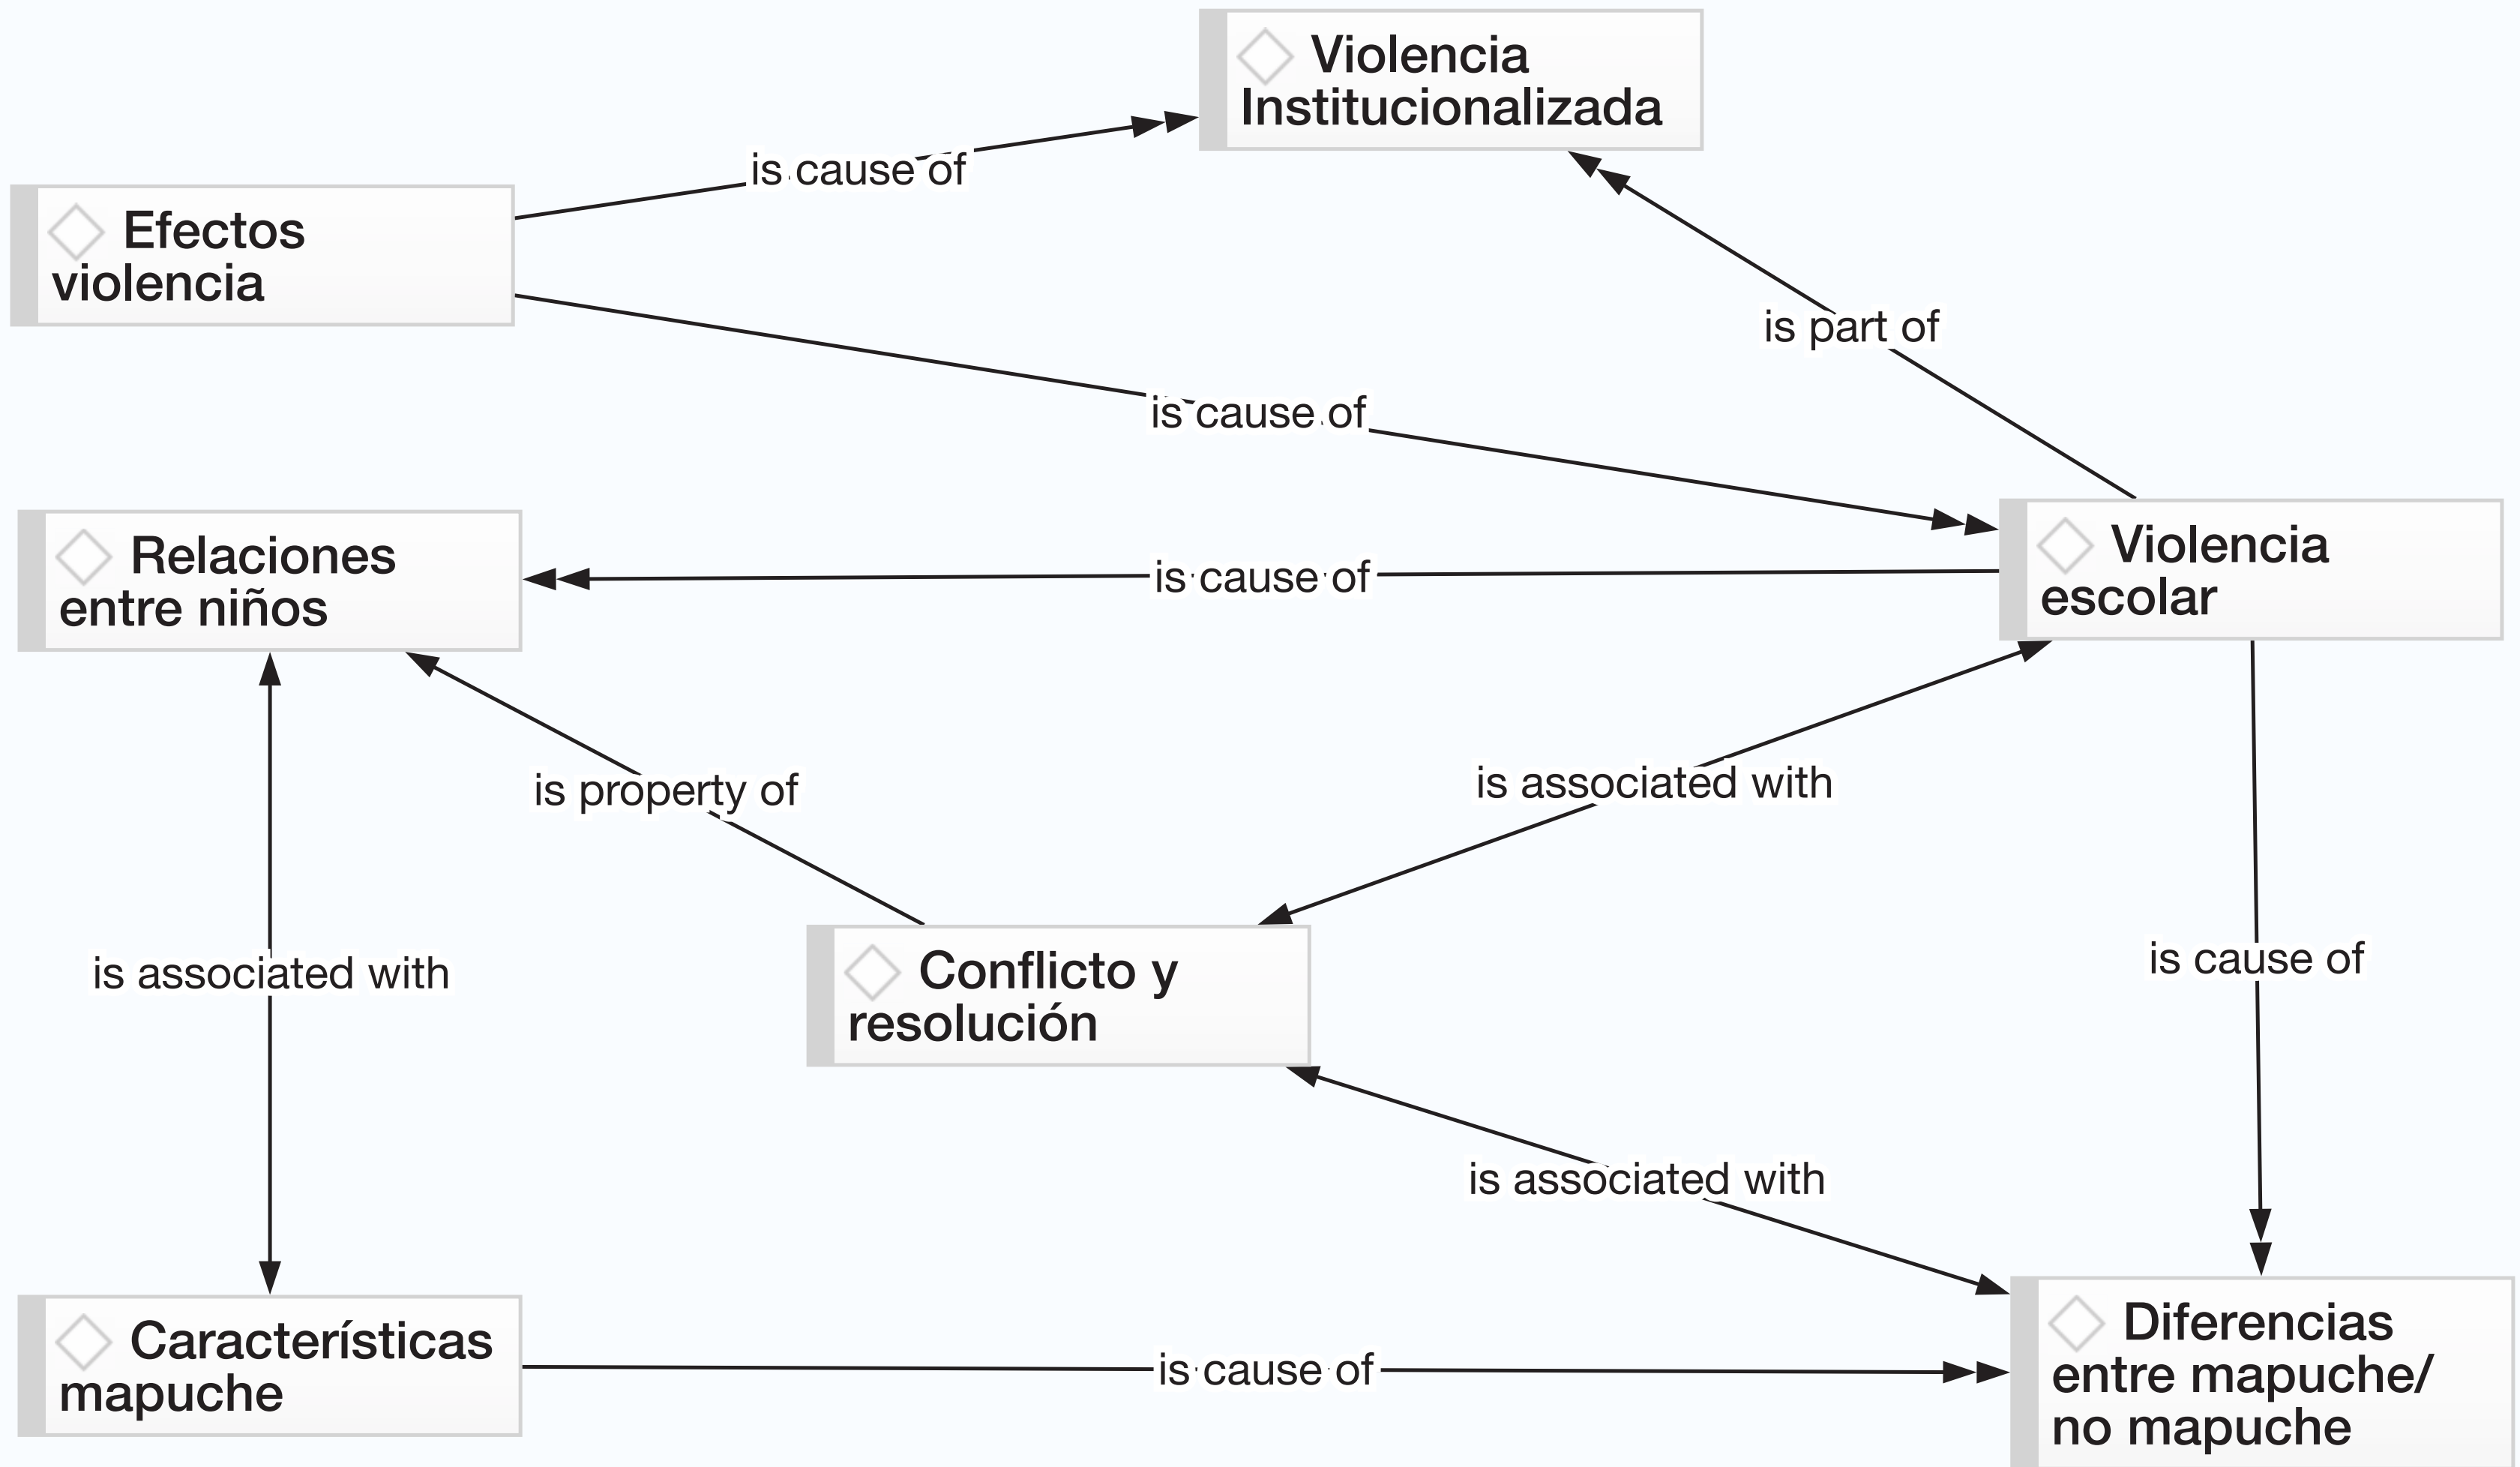 Violencia
Institucionalizada
is cause of
Efectos
violencia
is part of
is cause of
Relaciones
entre niños
is cause of
Violencia
escolar
is property of
is associated with
is associated with
Conflicto y
resolución
is cause of
is associated with
Características
mapuche
is cause of
Diferencias
entre mapuche/
no mapuche